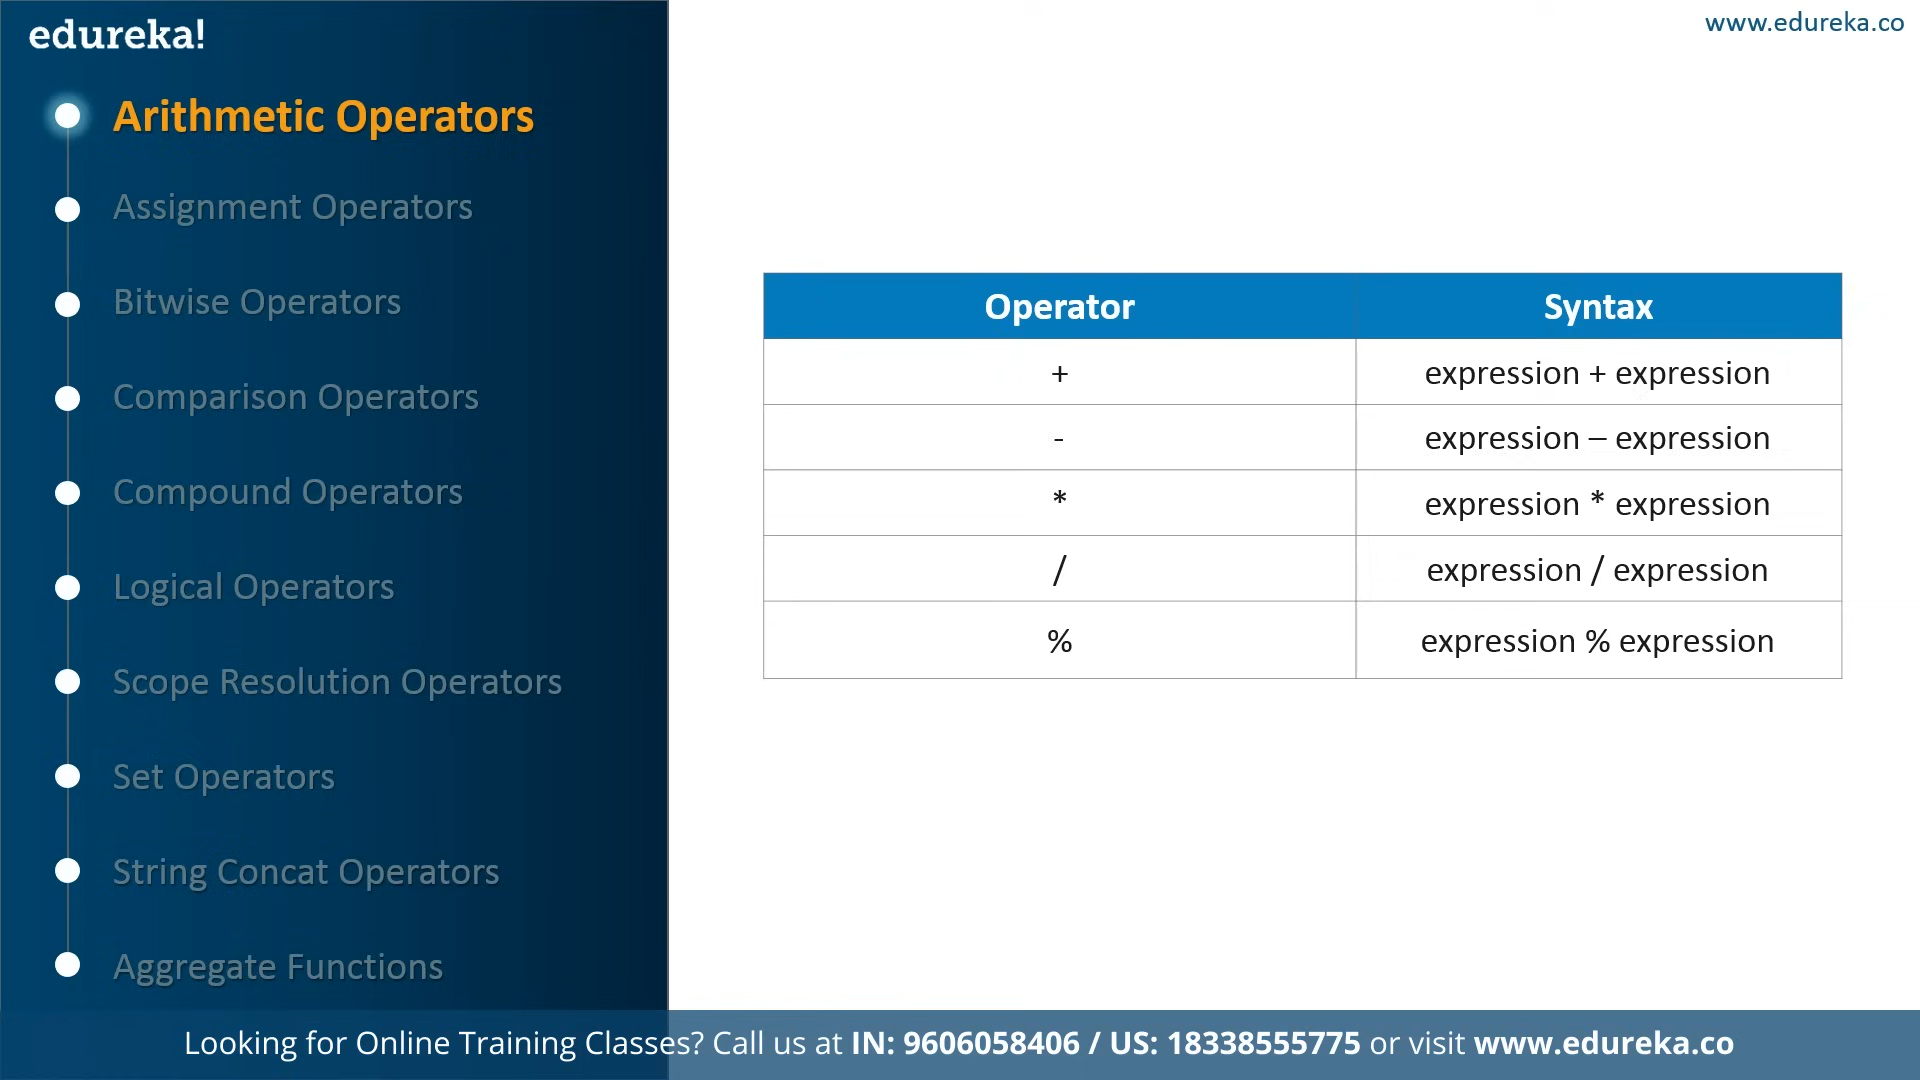 edureka!
www.edureka.co
Arithmetic Operators
Assignment Operators
Bitwise Operators
Comparison Operators
Compound Operators
Logical Operators
Scope Resolution Operators
Set Operators
String Concat Operators
Aggregate Functions
Operator Syntax
+ expression + expression
- expression – expression
* expression * expression
/ expression / expression
% expression % expression
Looking for Online Training Classes? Call us at IN: 9606058406 / US: 18338555775 or visit www.edureka.co